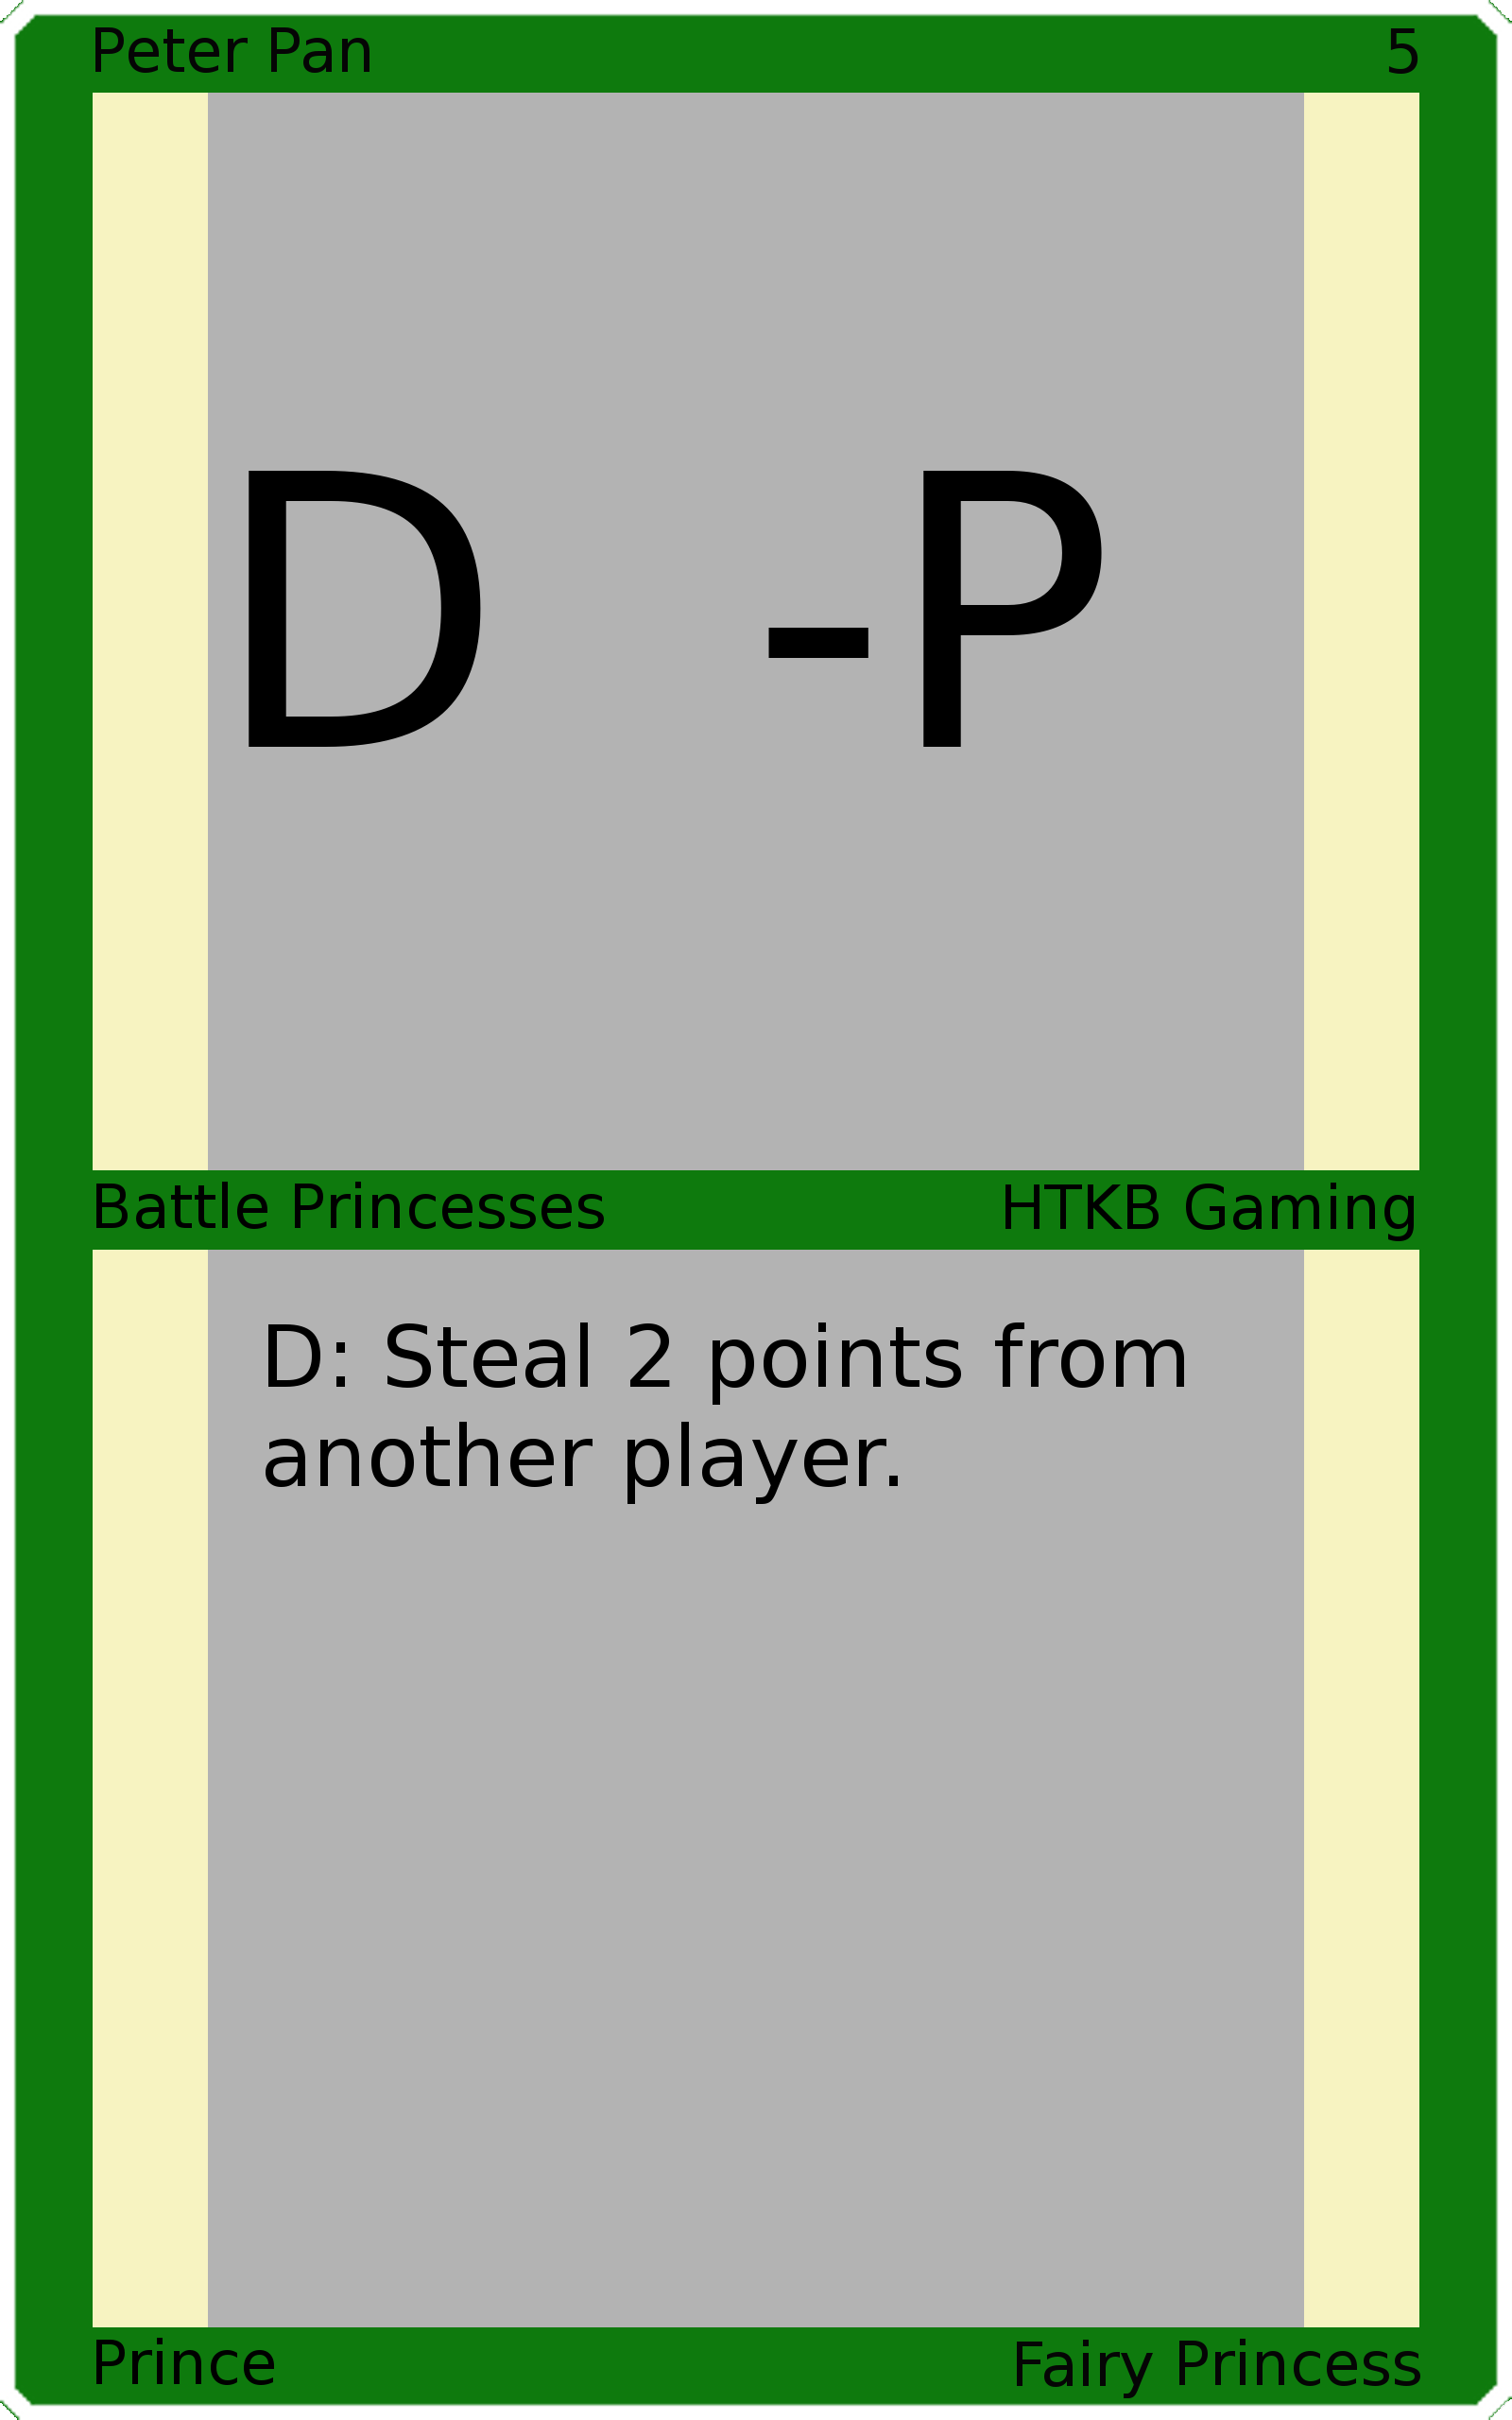 Peter Pan 5
D -P
Battle Princesses HTKB Gaming
D: Steal 2 points from
another player.
Prince Fairy Princess